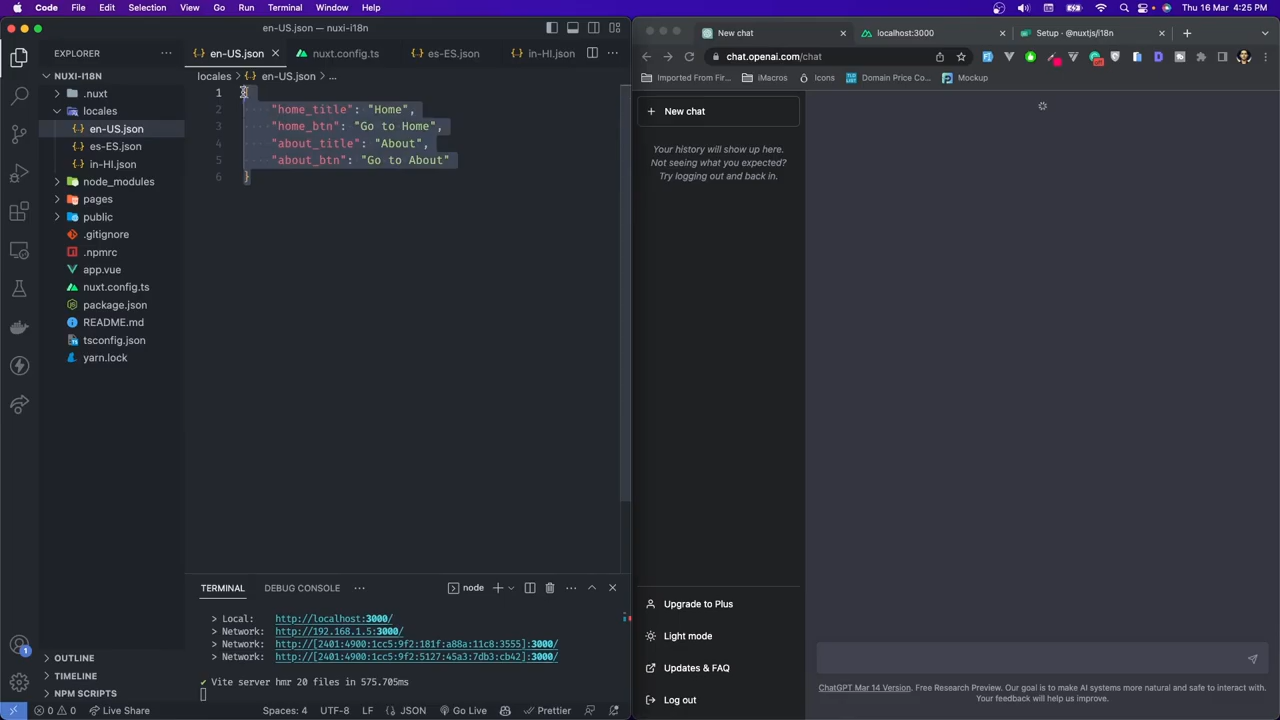 Code File Edit Selection View Go Run Terminal Window Help Thu 16 Mar 4:25 PM
en-US.json — nuxi-i18n
EXPLORER
NUXI-I18N
.nuxt
locales
en-US.json
es-ES.json
in-HI.json
node_modules
pages
public
.gitignore
.npmrc
app.vue
nuxt.config.ts
package.json
README.md
tsconfig.json
yarn.lock
OUTLINE
TIMELINE
NPM SCRIPTS
en-US.json nuxt.config.ts es-ES.json in-HI.json
locales > en-US.json > ...
1 {
2 "home_title": "Home",
3 "home_btn": "Go to Home",
4 "about_title": "About",
5 "about_btn": "Go to About"
6 }
TERMINAL DEBUG CONSOLE node
> Local: http://localhost:3000/
> Network: http://192.168.1.5:3000/
> Network: http://[2401:4900:1cc5:9f2:181f:a88a:11c8:3555]:3000/
> Network: http://[2401:4900:1cc5:9f2:5127:45a3:7db3:cb42]:3000/
✔ Vite server hmr 20 files in 575.705ms
1
0 0 Live Share Spaces: 4 UTF-8 LF {} JSON Go Live Prettier
New chat localhost:3000 Setup · @nuxtjs/i18n
chat.openai.com/chat
Imported From Fir... iMacros Icons Domain Price Co... Mockup
+ New chat
Your history will show up here.
Not seeing what you expected?
Try logging out and back in.
Upgrade to Plus
Light mode
Updates & FAQ
Log out
ChatGPT Mar 14 Version. Free Research Preview. Our goal is to make AI systems more natural and safe to interact with.
Your feedback will help us improve.